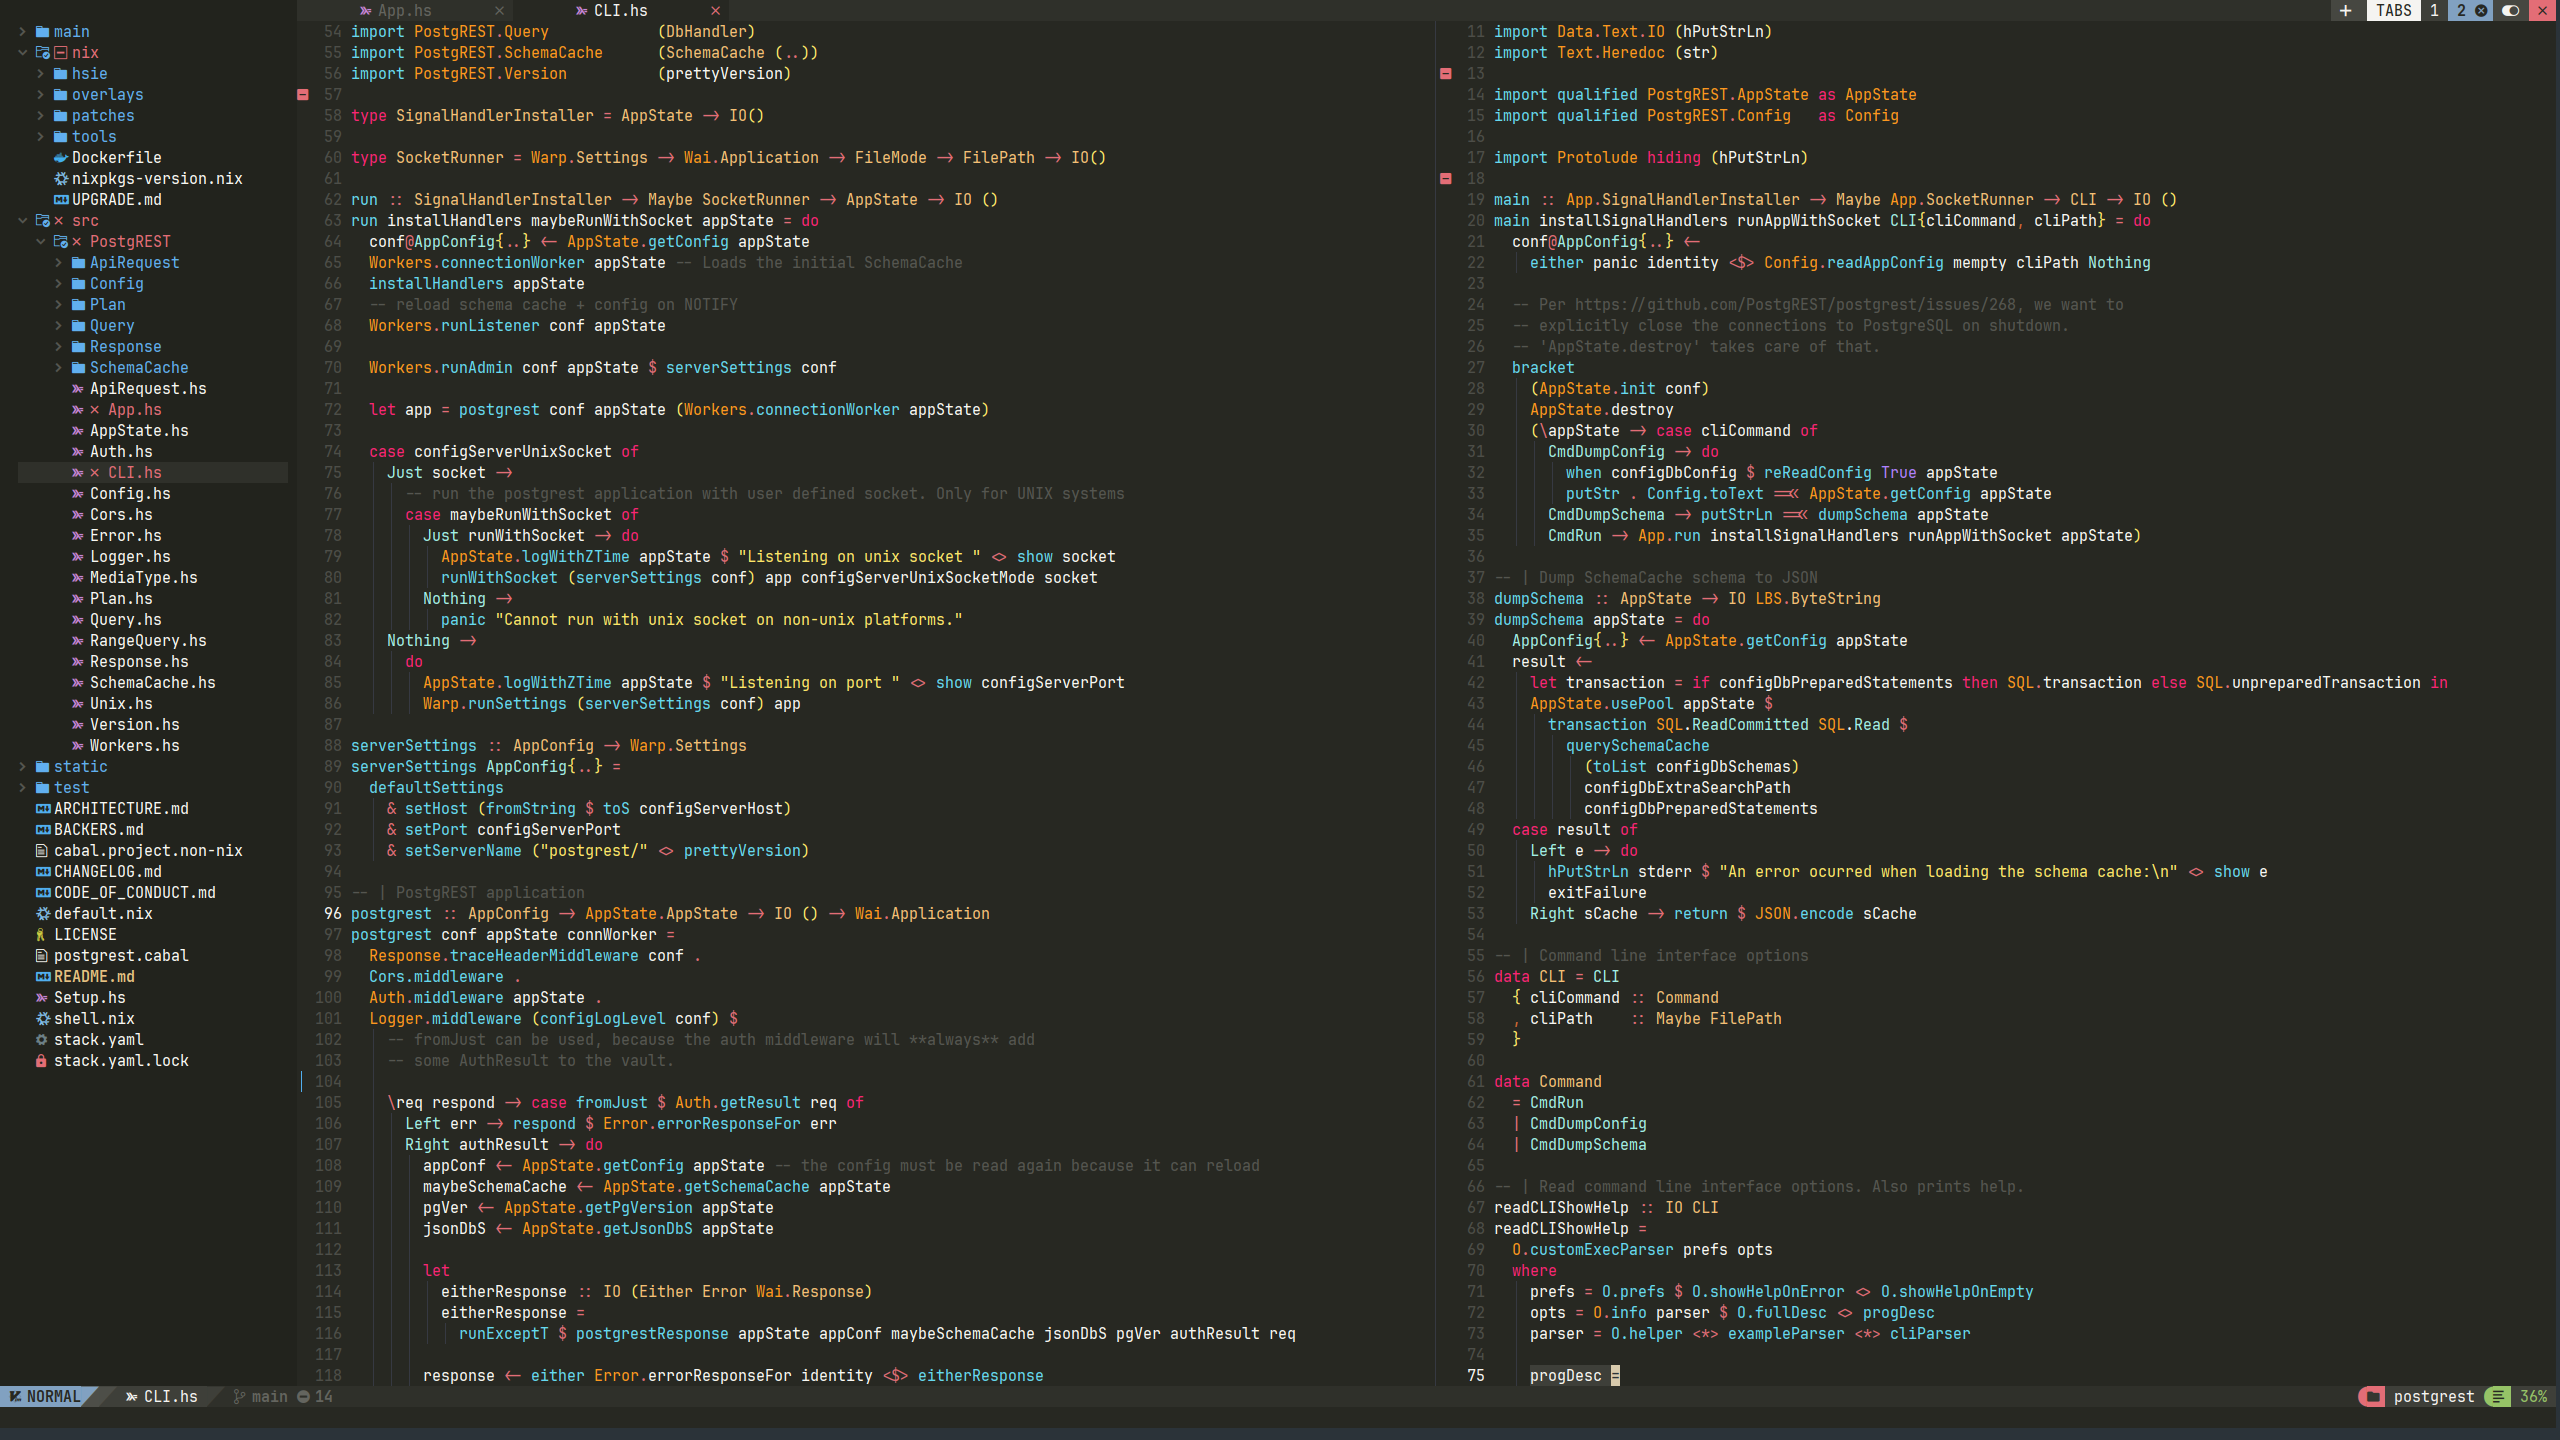 App.hs × CLI.hs × + TABS 1 2
main
nix
hsie
overlays
patches
tools
Dockerfile
nixpkgs-version.nix
UPGRADE.md
× src
× PostgREST
ApiRequest
Config
Plan
Query
Response
SchemaCache
ApiRequest.hs
× App.hs
AppState.hs
Auth.hs
× CLI.hs
Config.hs
Cors.hs
Error.hs
Logger.hs
MediaType.hs
Plan.hs
Query.hs
RangeQuery.hs
Response.hs
SchemaCache.hs
Unix.hs
Version.hs
Workers.hs
static
test
ARCHITECTURE.md
BACKERS.md
cabal.project.non-nix
CHANGELOG.md
CODE_OF_CONDUCT.md
default.nix
LICENSE
postgrest.cabal
README.md
Setup.hs
shell.nix
stack.yaml
stack.yaml.lock
54 import PostgREST.Query            (DbHandler)
55 import PostgREST.SchemaCache      (SchemaCache (..))
56 import PostgREST.Version          (prettyVersion)
57
58 type SignalHandlerInstaller = AppState -> IO()
59
60 type SocketRunner = Warp.Settings -> Wai.Application -> FileMode -> FilePath -> IO()
61
62 run :: SignalHandlerInstaller -> Maybe SocketRunner -> AppState -> IO ()
63 run installHandlers maybeRunWithSocket appState = do
64   conf@AppConfig{..} <- AppState.getConfig appState
65   Workers.connectionWorker appState -- Loads the initial SchemaCache
66   installHandlers appState
67   -- reload schema cache + config on NOTIFY
68   Workers.runListener conf appState
69
70   Workers.runAdmin conf appState $ serverSettings conf
71
72   let app = postgrest conf appState (Workers.connectionWorker appState)
73
74   case configServerUnixSocket of
75     Just socket ->
76       -- run the postgrest application with user defined socket. Only for UNIX systems
77       case maybeRunWithSocket of
78         Just runWithSocket -> do
79           AppState.logWithZTime appState $ "Listening on unix socket " <> show socket
80           runWithSocket (serverSettings conf) app configServerUnixSocketMode socket
81         Nothing ->
82           panic "Cannot run with unix socket on non-unix platforms."
83     Nothing ->
84       do
85         AppState.logWithZTime appState $ "Listening on port " <> show configServerPort
86         Warp.runSettings (serverSettings conf) app
87
88 serverSettings :: AppConfig -> Warp.Settings
89 serverSettings AppConfig{..} =
90   defaultSettings
91     & setHost (fromString $ toS configServerHost)
92     & setPort configServerPort
93     & setServerName ("postgrest/" <> prettyVersion)
94
95 -- | PostgREST application
96 postgrest :: AppConfig -> AppState.AppState -> IO () -> Wai.Application
97 postgrest conf appState connWorker =
98   Response.traceHeaderMiddleware conf .
99   Cors.middleware .
100   Auth.middleware appState .
101   Logger.middleware (configLogLevel conf) $
102     -- fromJust can be used, because the auth middleware will **always** add
103     -- some AuthResult to the vault.
104
105     \req respond -> case fromJust $ Auth.getResult req of
106       Left err -> respond $ Error.errorResponseFor err
107       Right authResult -> do
108         appConf <- AppState.getConfig appState -- the config must be read again because it can reload
109         maybeSchemaCache <- AppState.getSchemaCache appState
110         pgVer <- AppState.getPgVersion appState
111         jsonDbS <- AppState.getJsonDbS appState
112
113         let
114           eitherResponse :: IO (Either Error Wai.Response)
115           eitherResponse =
116             runExceptT $ postgrestResponse appState appConf maybeSchemaCache jsonDbS pgVer authResult req
117
118         response <- either Error.errorResponseFor identity <$> eitherResponse
11 import Data.Text.IO (hPutStrLn)
12 import Text.Heredoc (str)
13
14 import qualified PostgREST.AppState as AppState
15 import qualified PostgREST.Config   as Config
16
17 import Protolude hiding (hPutStrLn)
18
19 main :: App.SignalHandlerInstaller -> Maybe App.SocketRunner -> CLI -> IO ()
20 main installSignalHandlers runAppWithSocket CLI{cliCommand, cliPath} = do
21   conf@AppConfig{..} <-
22     either panic identity <$> Config.readAppConfig mempty cliPath Nothing
23
24   -- Per https://github.com/PostgREST/postgrest/issues/268, we want to
25   -- explicitly close the connections to PostgreSQL on shutdown.
26   -- 'AppState.destroy' takes care of that.
27   bracket
28     (AppState.init conf)
29     AppState.destroy
30     (\appState -> case cliCommand of
31       CmdDumpConfig -> do
32         when configDbConfig $ reReadConfig True appState
33         putStr . Config.toText =<< AppState.getConfig appState
34       CmdDumpSchema -> putStrLn =<< dumpSchema appState
35       CmdRun -> App.run installSignalHandlers runAppWithSocket appState)
36
37 -- | Dump SchemaCache schema to JSON
38 dumpSchema :: AppState -> IO LBS.ByteString
39 dumpSchema appState = do
40   AppConfig{..} <- AppState.getConfig appState
41   result <-
42     let transaction = if configDbPreparedStatements then SQL.transaction else SQL.unpreparedTransaction in
43     AppState.usePool appState $
44       transaction SQL.ReadCommitted SQL.Read $
45         querySchemaCache
46           (toList configDbSchemas)
47           configDbExtraSearchPath
48           configDbPreparedStatements
49   case result of
50     Left e -> do
51       hPutStrLn stderr $ "An error ocurred when loading the schema cache:\n" <> show e
52       exitFailure
53     Right sCache -> return $ JSON.encode sCache
54
55 -- | Command line interface options
56 data CLI = CLI
57   { cliCommand :: Command
58   , cliPath    :: Maybe FilePath
59   }
60
61 data Command
62   = CmdRun
63   | CmdDumpConfig
64   | CmdDumpSchema
65
66 -- | Read command line interface options. Also prints help.
67 readCLIShowHelp :: IO CLI
68 readCLIShowHelp =
69   O.customExecParser prefs opts
70   where
71     prefs = O.prefs $ O.showHelpOnError <> O.showHelpOnEmpty
72     opts = O.info parser $ O.fullDesc <> progDesc
73     parser = O.helper <*> exampleParser <*> cliParser
74
75     progDesc =
NORMAL CLI.hs main 14 postgrest 36%